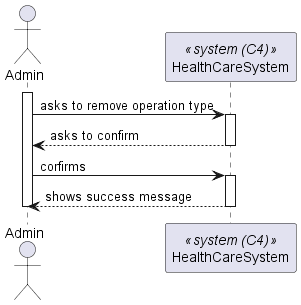 Admin
« system (C4) »
HealthCareSystem
asks to remove operation type
asks to confirm
corfirms
shows success message
Admin
« system (C4) »
HealthCareSystem